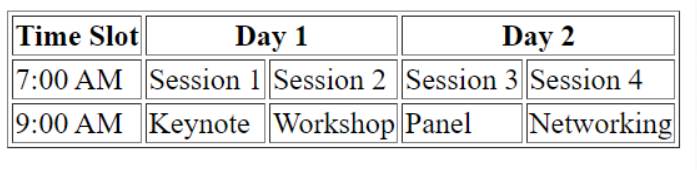 Time Slot Day 1 Day 2
7:00 AM Session 1 Session 2 Session 3 Session 4
9:00 AM Keynote Workshop Panel Networking